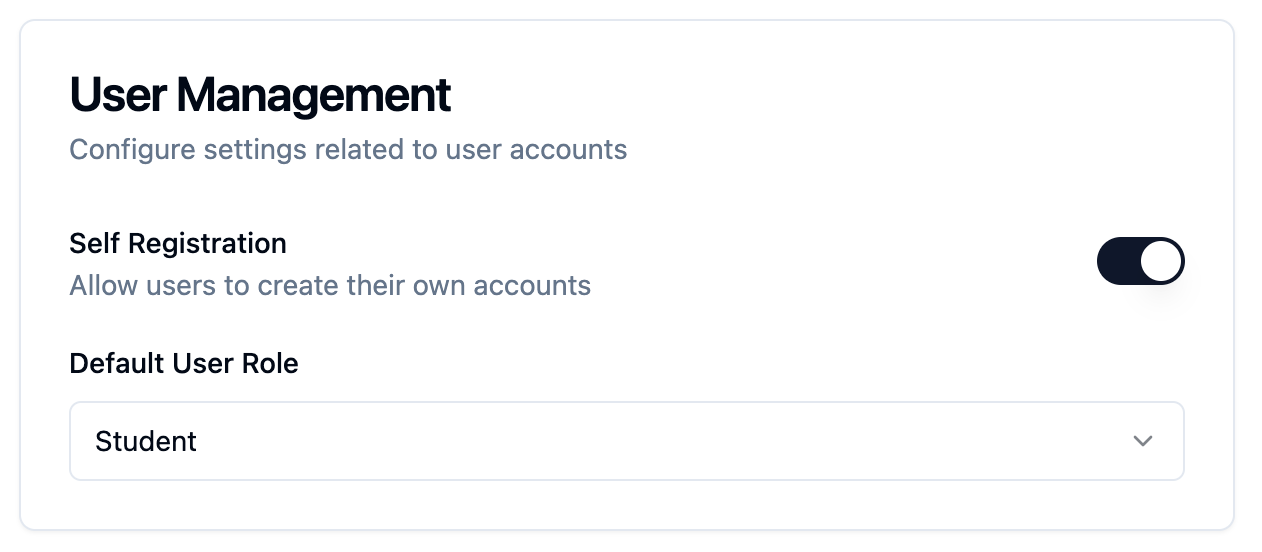 User Management
Configure settings related to user accounts
Self Registration
Allow users to create their own accounts
Default User Role
Student